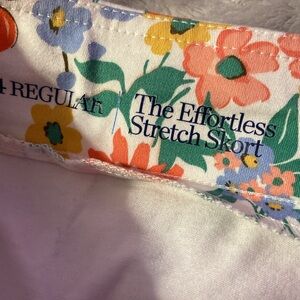 4 REGULAR
The Effortless
Stretch Skort